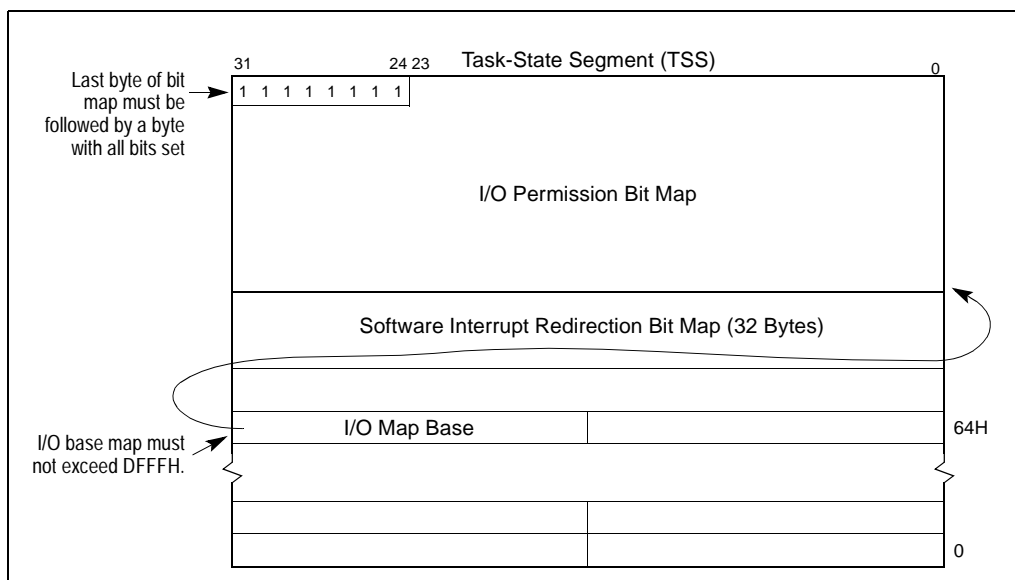 31
24 23
Task-State Segment (TSS)
0
Last byte of bit
map must be
followed by a byte
with all bits set
1 1 1 1 1 1 1 1
I/O Permission Bit Map
Software Interrupt Redirection Bit Map (32 Bytes)
I/O Map Base
64H
I/O base map must
not exceed DFFFH.
0